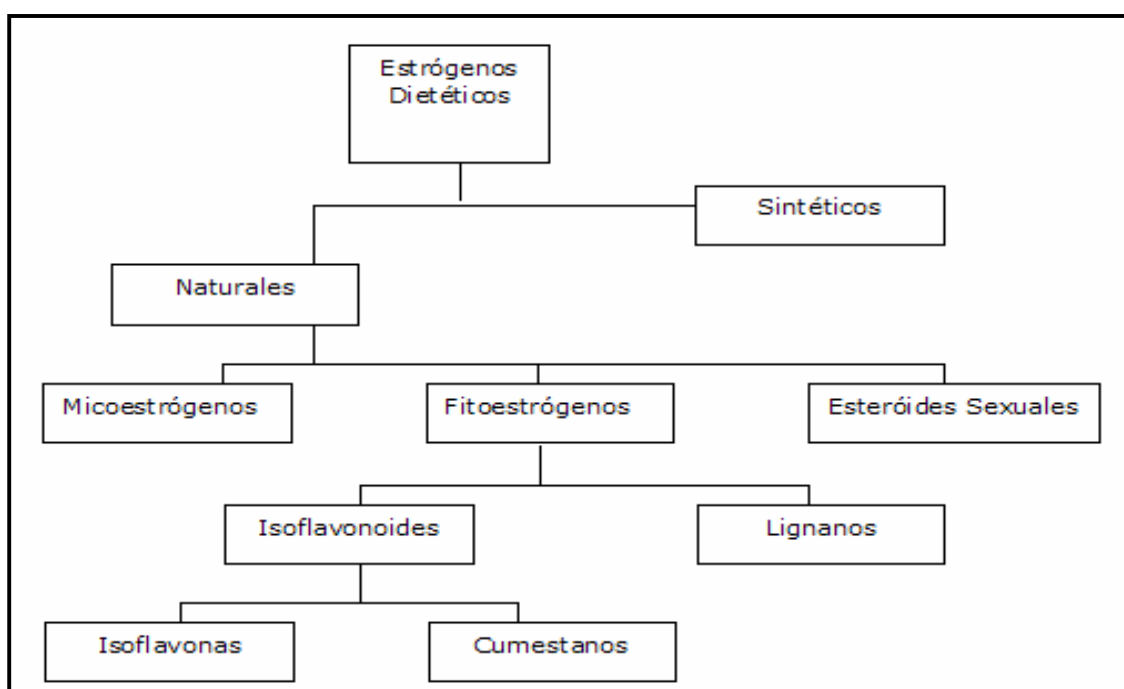 Estrógenos
Dietéticos
Sintéticos
Naturales
Micoestrógenos
Fitoestrógenos
Esteróides Sexuales
Isoflavonoides
Lignanos
Isoflavonas
Cumestanos